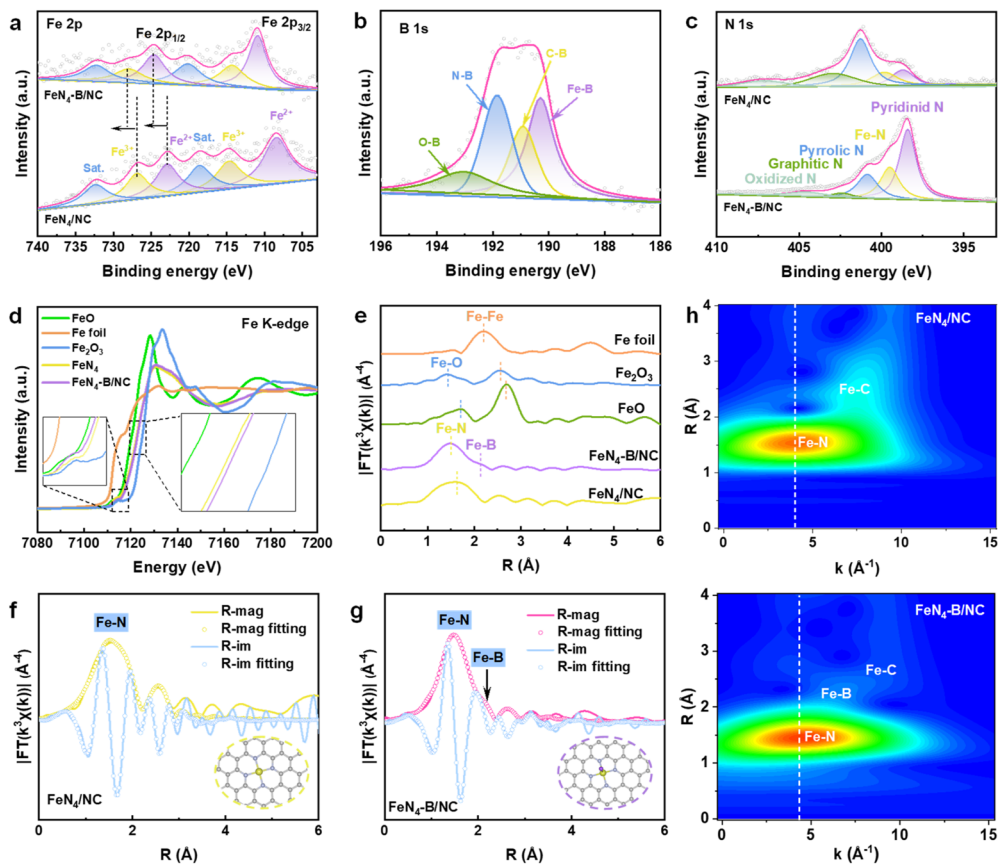 a
Fe 2p
Fe 2p1/2
Fe 2p3/2
FeN4-B/NC
Fe3+
Fe2+
Sat.
Fe3+
Fe2+
Sat.
FeN4/NC
Intensity (a.u.)
740 735 730 725 720 715 710 705
Binding energy (eV)
b
B 1s
N-B
C-B
Fe-B
O-B
Intensity (a.u.)
196 194 192 190 188 186
Binding energy (eV)
c
N 1s
FeN4/NC
Pyridinid N
Fe-N
Pyrrolic N
Graphitic N
Oxidized N
FeN4-B/NC
Intensity (a.u.)
410 405 400 395
Binding energy (eV)
d
Fe K-edge
FeO
Fe foil
Fe2O3
FeN4
FeN4-B/NC
Intensity (a.u.)
7080 7100 7120 7140 7160 7180 7200
Energy (eV)
e
Fe-Fe
Fe foil
Fe-O
Fe2O3
FeO
Fe-N
Fe-B
FeN4-B/NC
FeN4/NC
|FT(k3χ(k))| (Å-4)
0 1 2 3 4 5 6
R (Å)
h
FeN4/NC
Fe-C
Fe-N
R (Å)
4
3
2
1
0
0 5 10 15
k (Å-1)
f
Fe-N
R-mag
R-mag fitting
R-im
R-im fitting
FeN4/NC
|FT(k3χ(k))| (Å-4)
0 2 4 6
R (Å)
g
Fe-N
Fe-B
R-mag
R-mag fitting
R-im
R-im fitting
FeN4-B/NC
|FT(k3χ(k))| (Å-4)
0 2 4 6
R (Å)
FeN4-B/NC
Fe-C
Fe-B
Fe-N
R (Å)
4
3
2
1
0
0 5 10 15
k (Å-1)